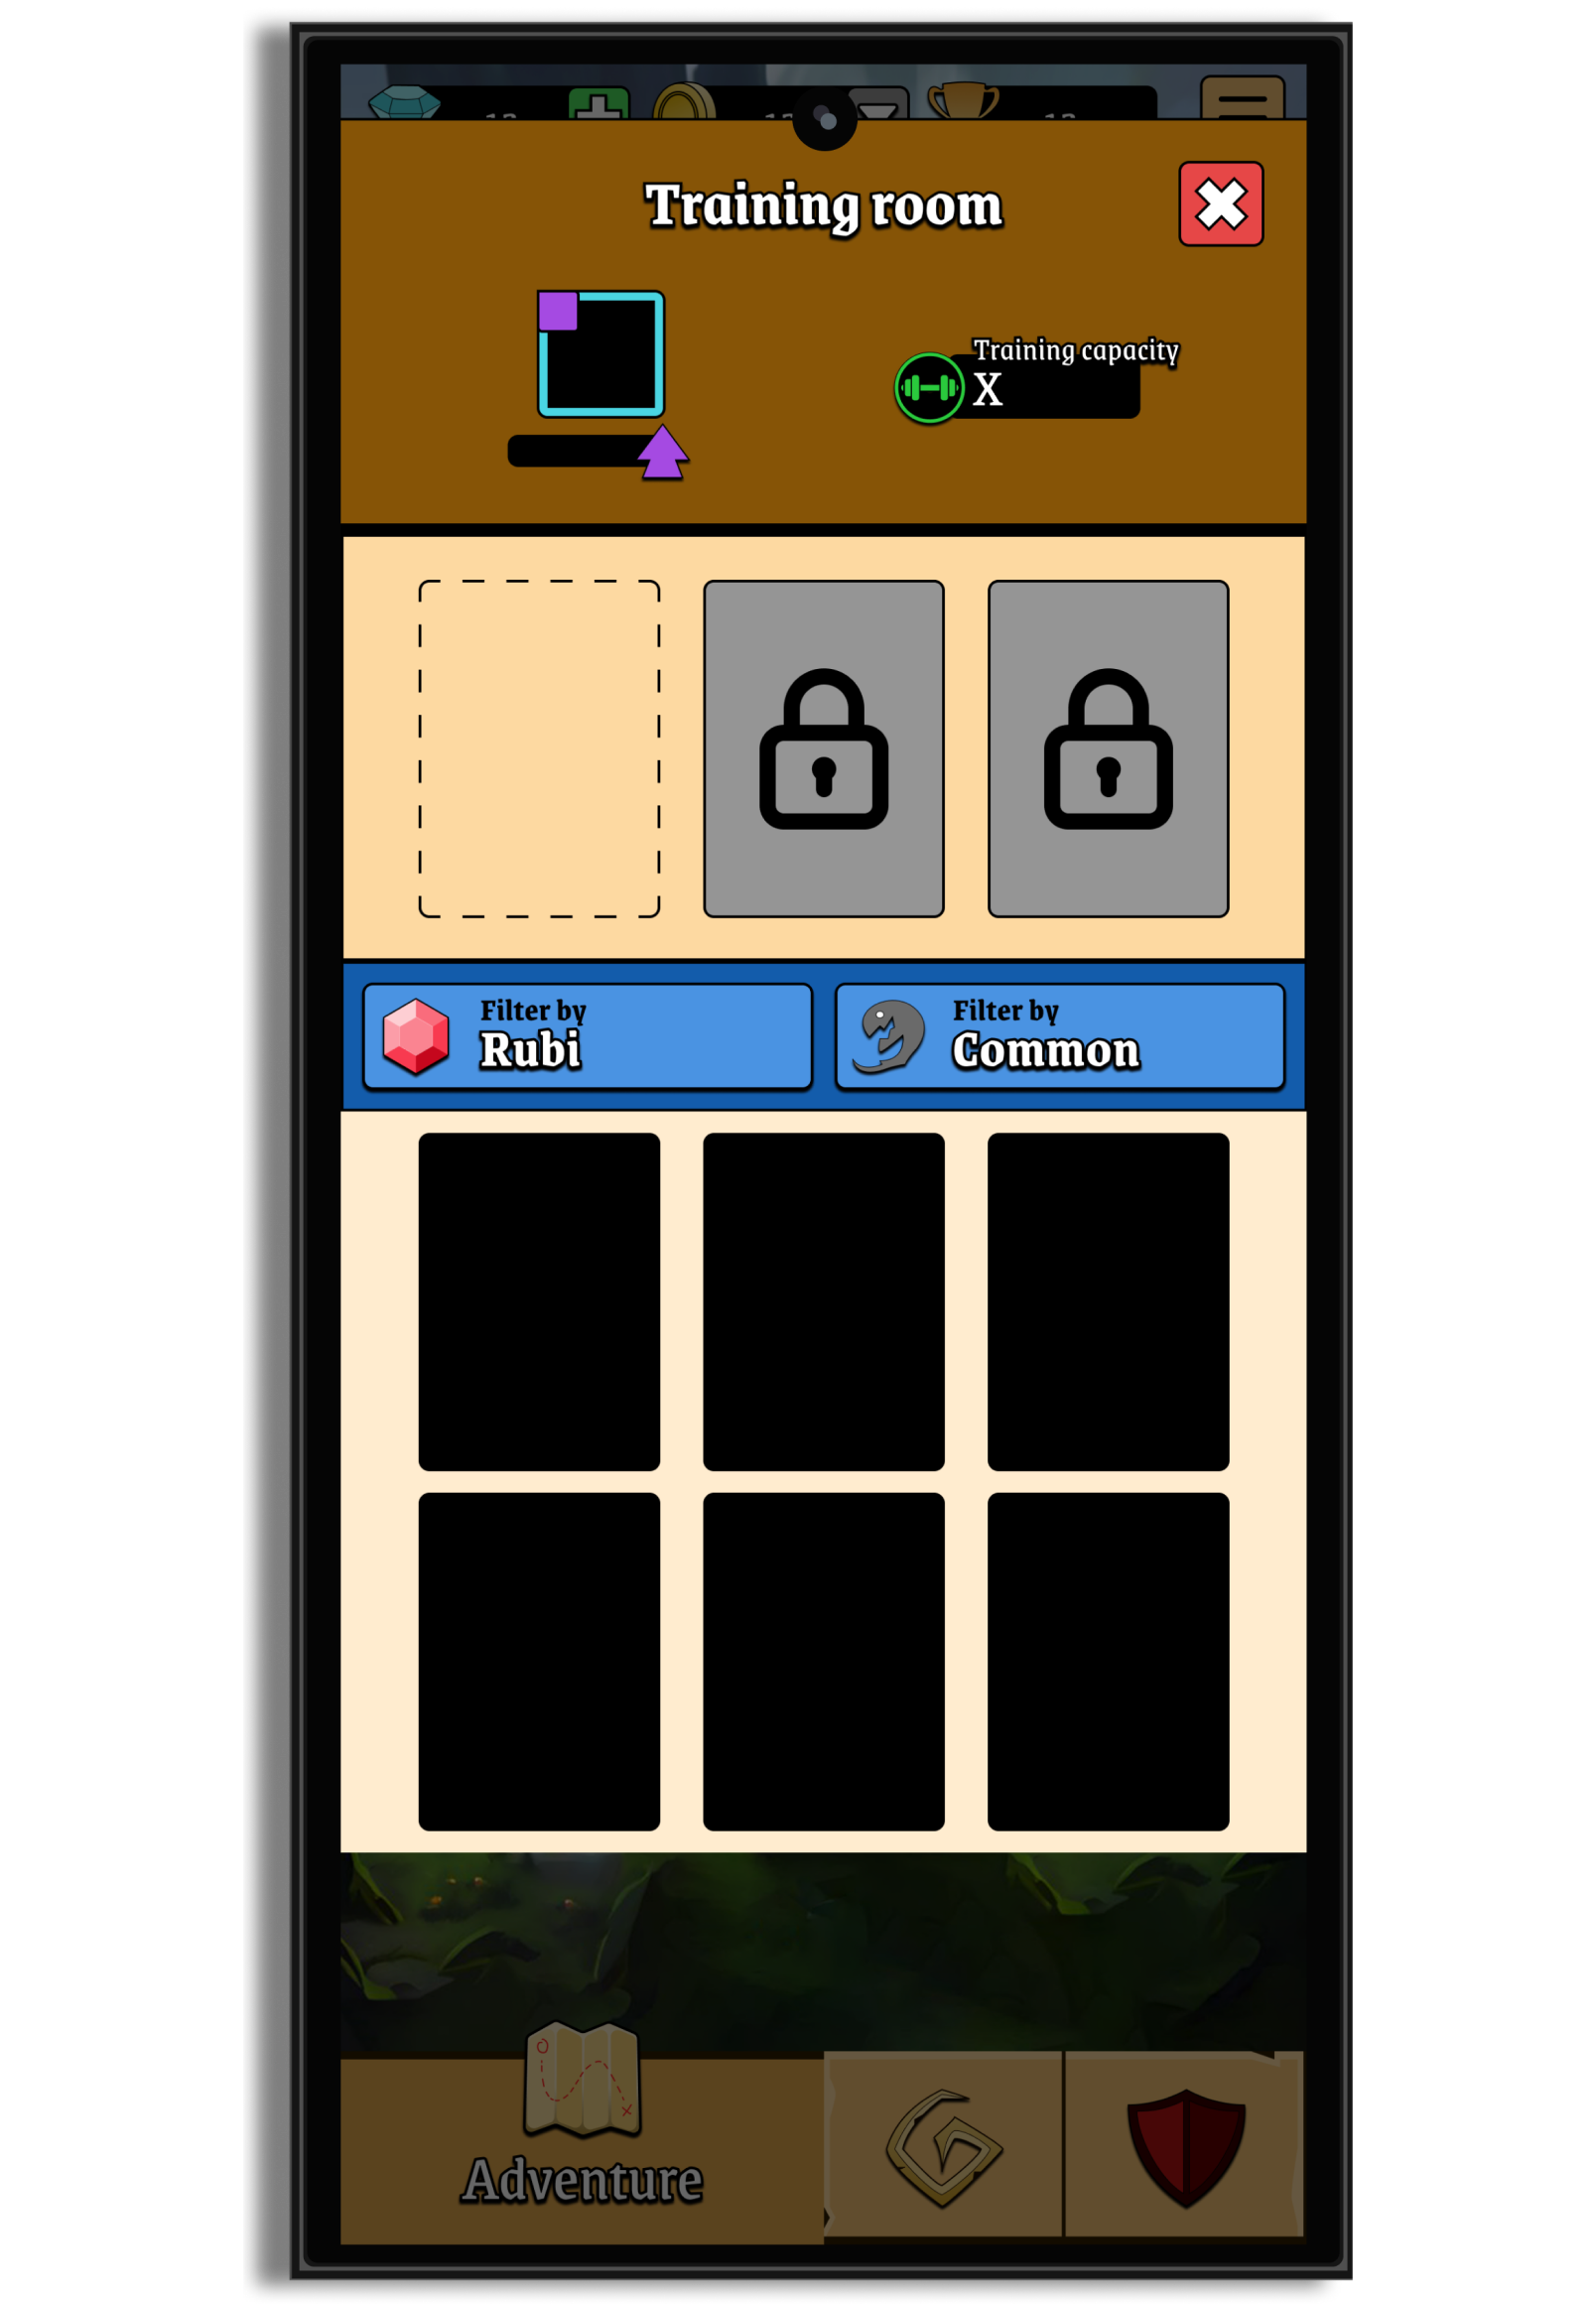 Training room
Training capacity
X
Filter by
Rubi
Filter by
Common
Adventure